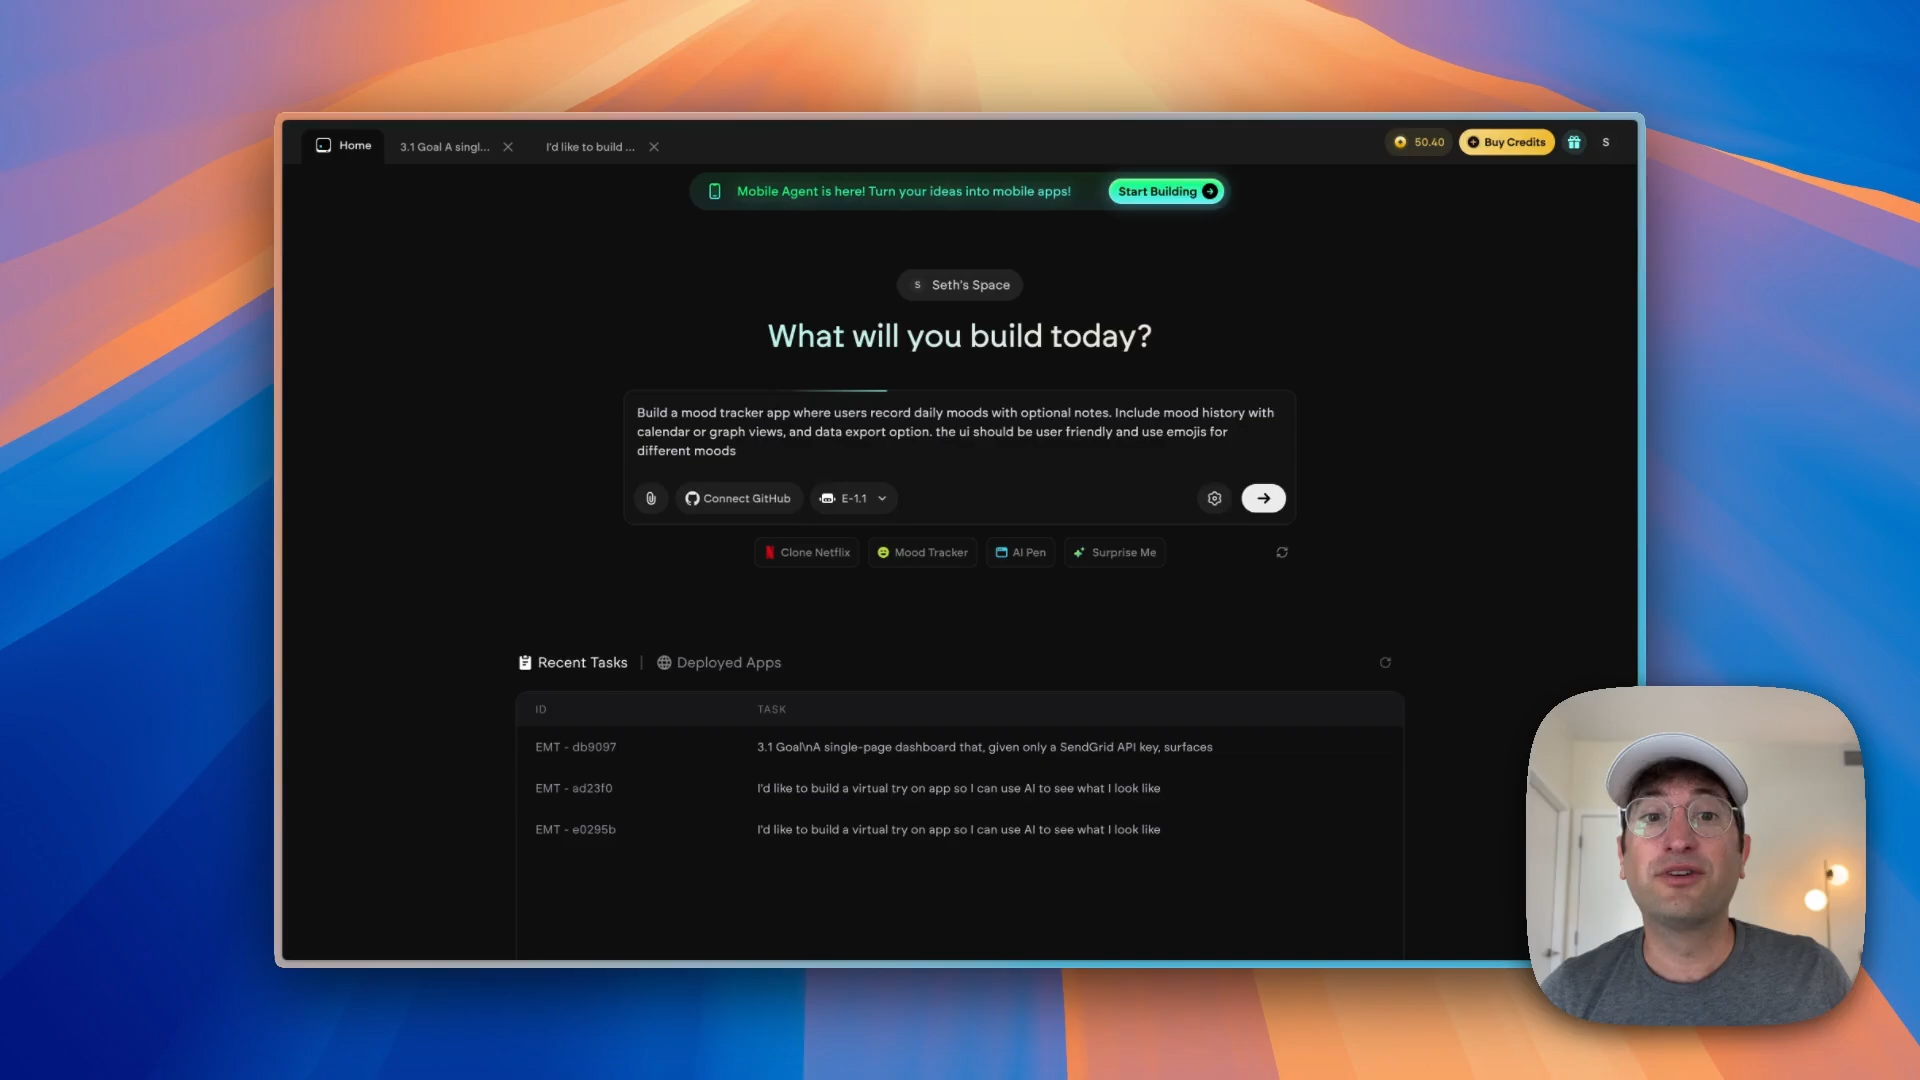 Home
3.1 Goal A singl...
I'd like to build ...
50.40
Buy Credits
S
Mobile Agent is here! Turn your ideas into mobile apps!
Start Building
S Seth's Space
What will you build today?
Build a mood tracker app where users record daily moods with optional notes. Include mood history with
calendar or graph views, and data export option. the ui should be user friendly and use emojis for
different moods
Connect GitHub
E-1.1
Clone Netflix
Mood Tracker
AI Pen
Surprise Me
Recent Tasks | Deployed Apps
ID TASK
EMT - db9097 3.1 Goal\nA single-page dashboard that, given only a SendGrid API key, surfaces
EMT - ad23f0 I'd like to build a virtual try on app so I can use AI to see what I look like
EMT - e0295b I'd like to build a virtual try on app so I can use AI to see what I look like